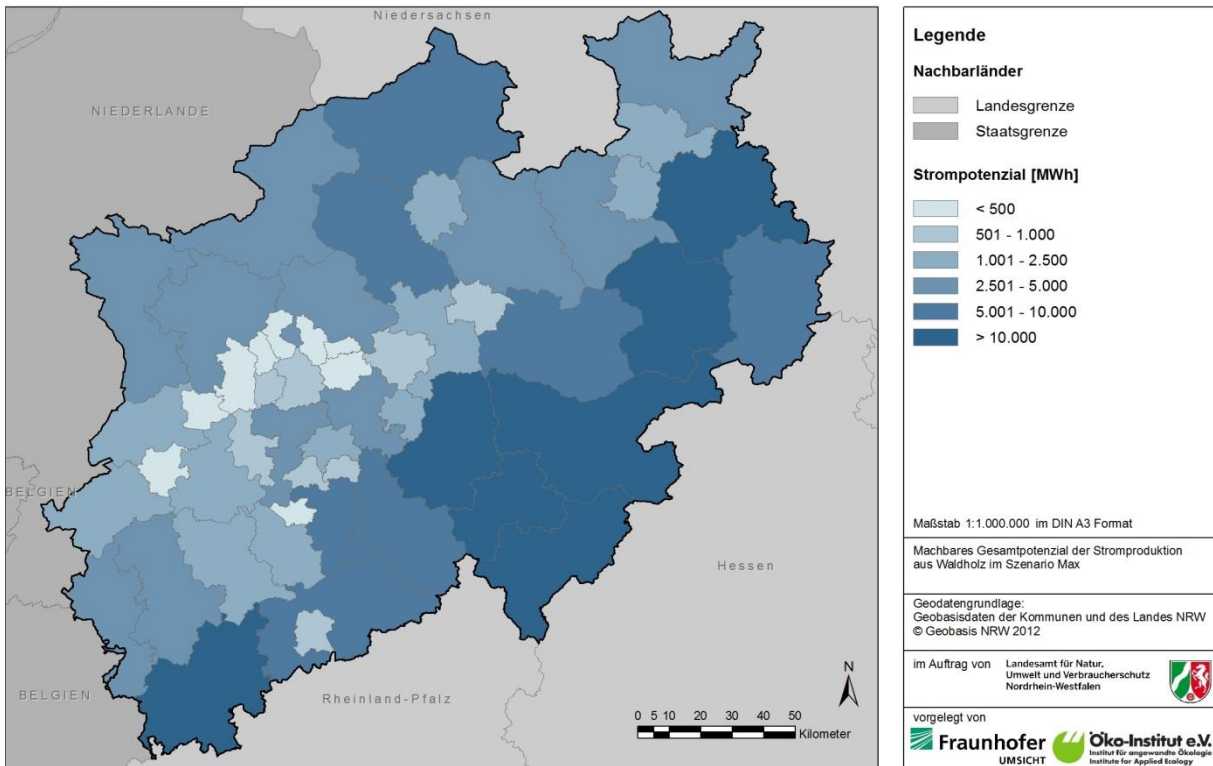 Niedersachsen
NIEDERLANDE
BELGIEN
Hessen
BELGIEN
Rheinland-Pfalz
N
0 5 10 20 30 40 50
Kilometer
Legende
Nachbarländer
Landesgrenze
Staatsgrenze
Strompotenzial [MWh]
< 500
501 - 1.000
1.001 - 2.500
2.501 - 5.000
5.001 - 10.000
> 10.000
Maßstab 1:1.000.000 im DIN A3 Format
Machbares Gesamtpotenzial der Stromproduktion
aus Waldholz im Szenario Max
Geodatengrundlage:
Geobasisdaten der Kommunen und des Landes NRW
© Geobasis NRW 2012
im Auftrag von
Landesamt für Natur,
Umwelt und Verbraucherschutz
Nordrhein-Westfalen
vorgelegt von
Fraunhofer
UMSICHT
Öko-Institut e.V.
Institut für angewandte Ökologie
Institute for Applied Ecology